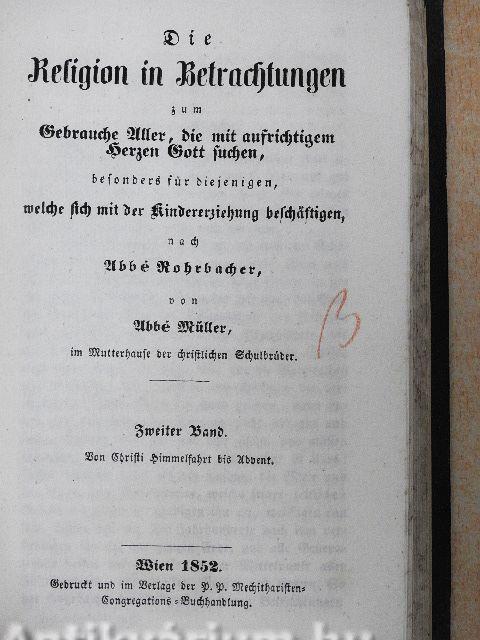 Die
Religion in Betrachtungen
zum
Gebrauche Aller, die mit aufrichtigem
Herzen Gott suchen,
besonders für diejenigen,
welche sich mit der Kindererziehung beschäftigen,
nach
Abbé Rohrbacher,
von
Abbé Müller,
im Mutterhause der christlichen Schulbrüder.
B
Zweiter Band.
Von Christi Himmelfahrt bis Advent.
Wien 1852.
Gedruckt und im Verlage der P. P. Mechitharisten-
Congregations-Buchhandlung.
Antikvárium.hu